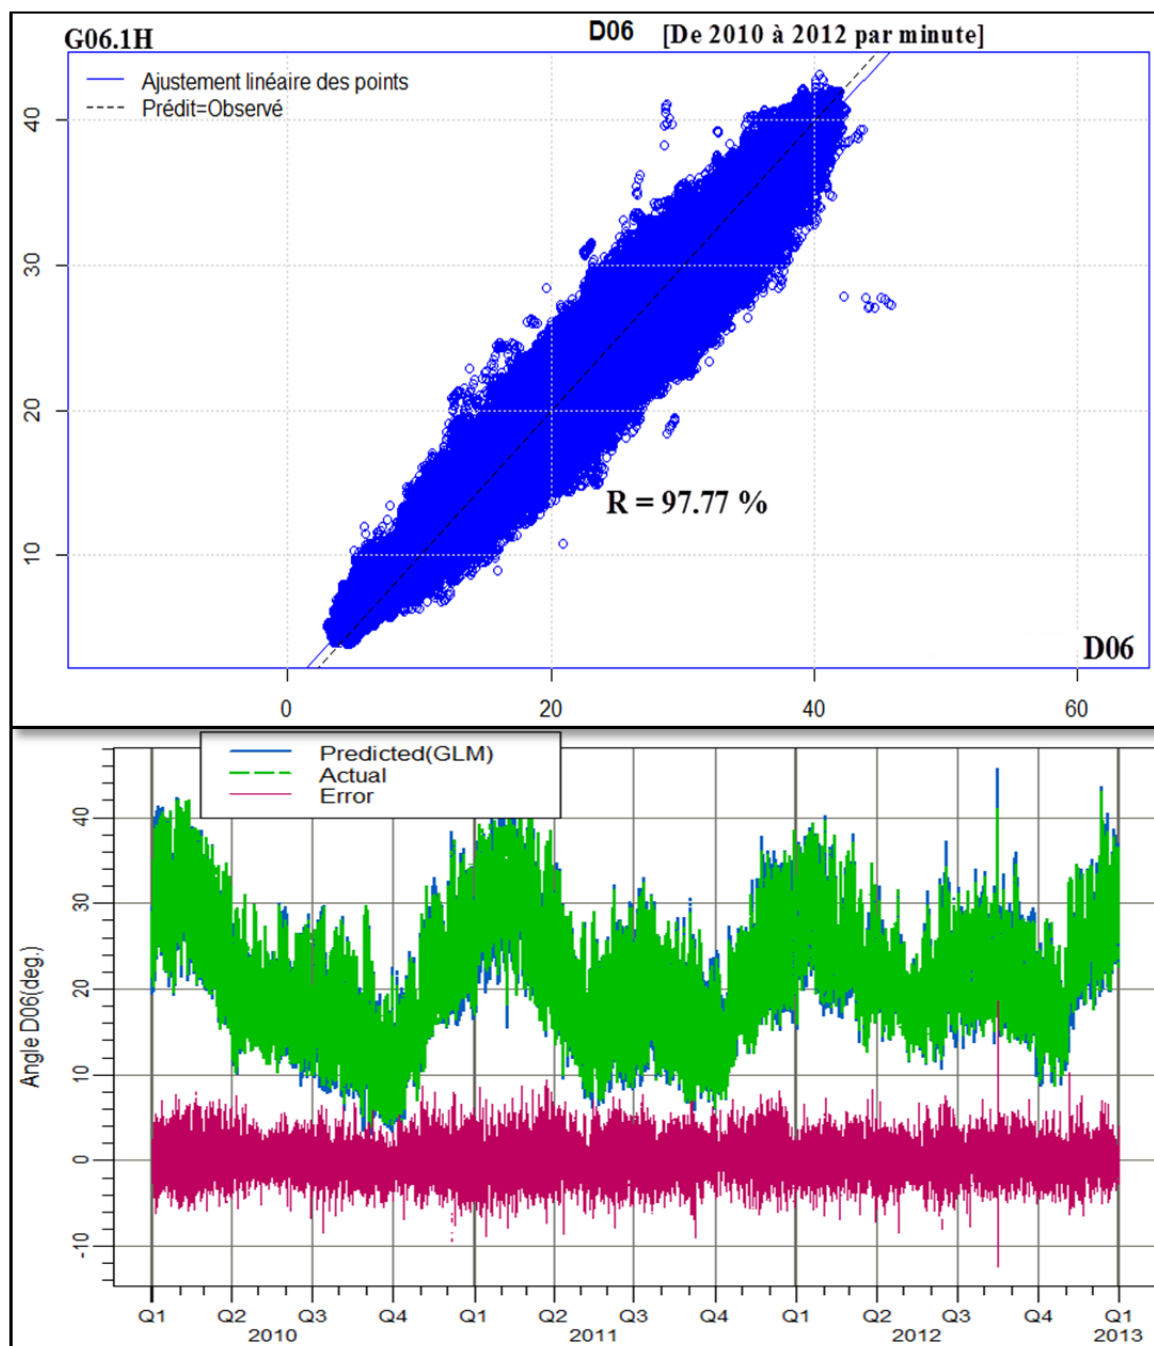 G06.1H
D06 [De 2010 à 2012 par minute]
Ajustement linéaire des points
Prédit=Observé
40
30
20
10
R = 97.77 %
D06
0 20 40 60
Predicted(GLM)
Actual
Error
Angle D06(deg.)
40
30
20
10
0
-10
Q1 Q2 Q3 Q4 Q1 Q2 Q3 Q4 Q1 Q2 Q3 Q4 Q1
2010 2011 2012 2013